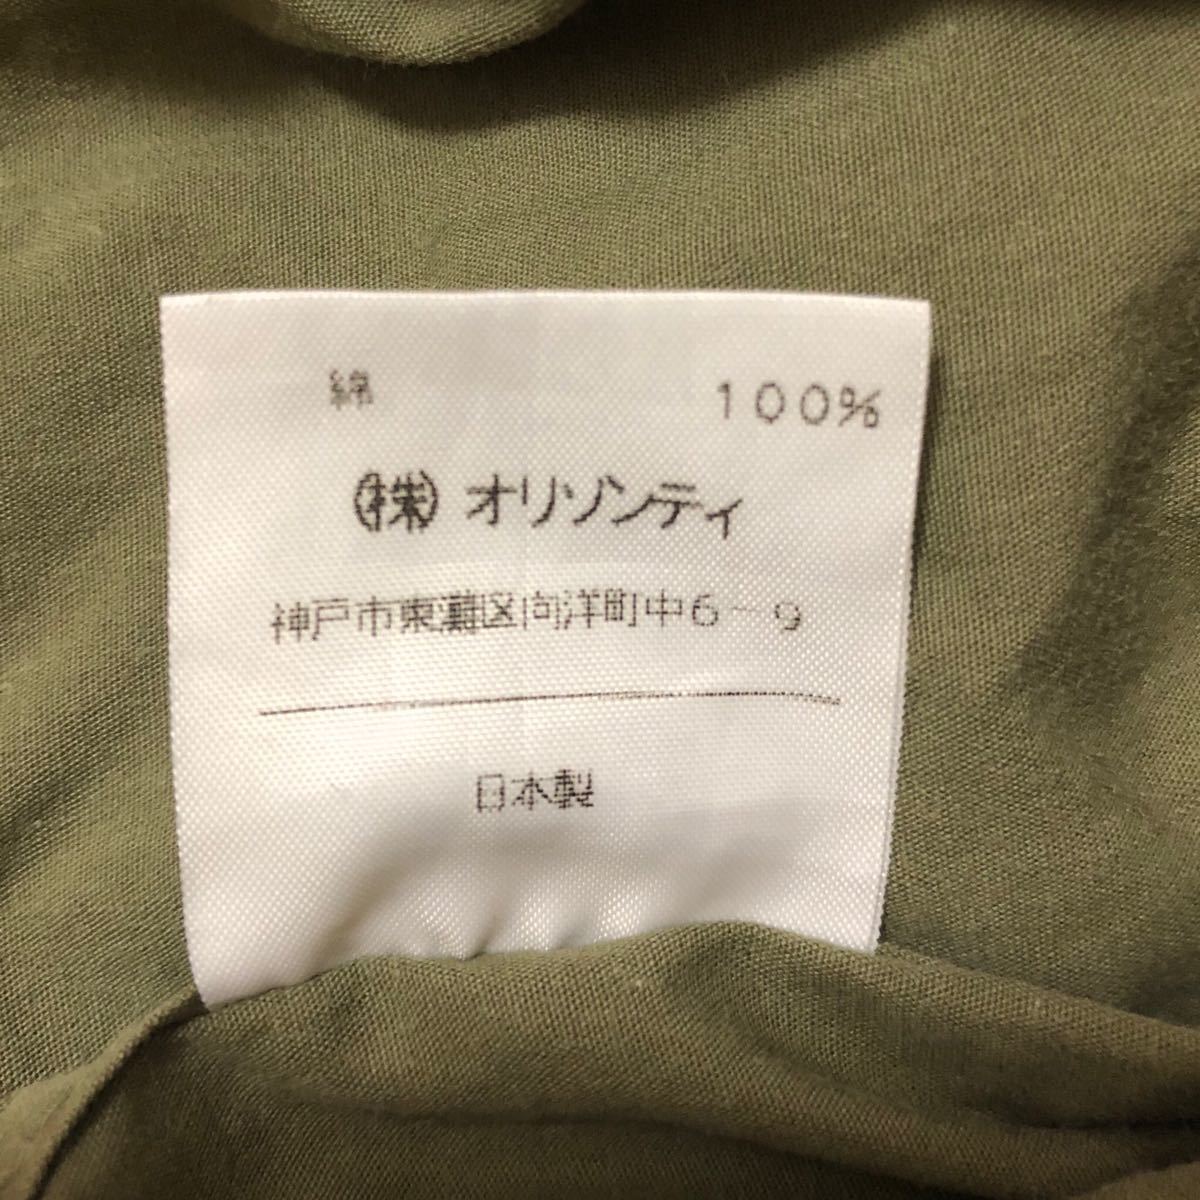 綿 100%
㈱オリゾンティ
神戸市東灘区向洋町中6-9
日本製